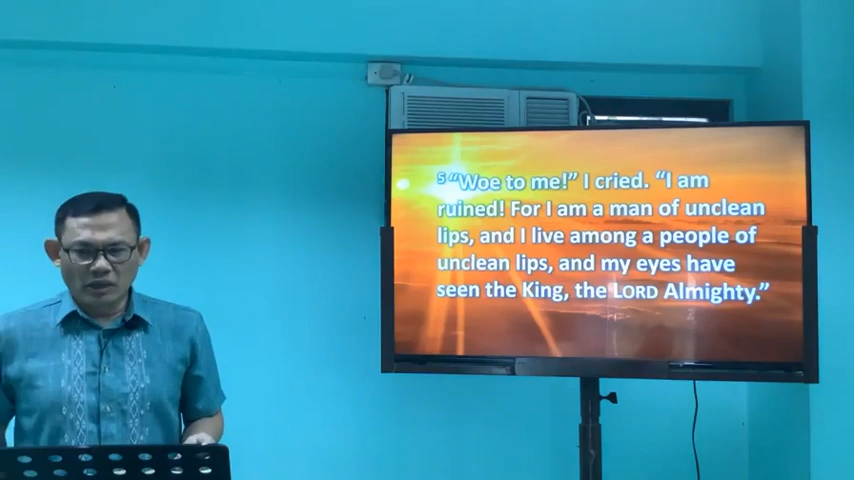 5 “Woe to me!” I cried. “I am
ruined! For I am a man of unclean
lips, and I live among a people of
unclean lips, and my eyes have
seen the King, the LORD Almighty.”